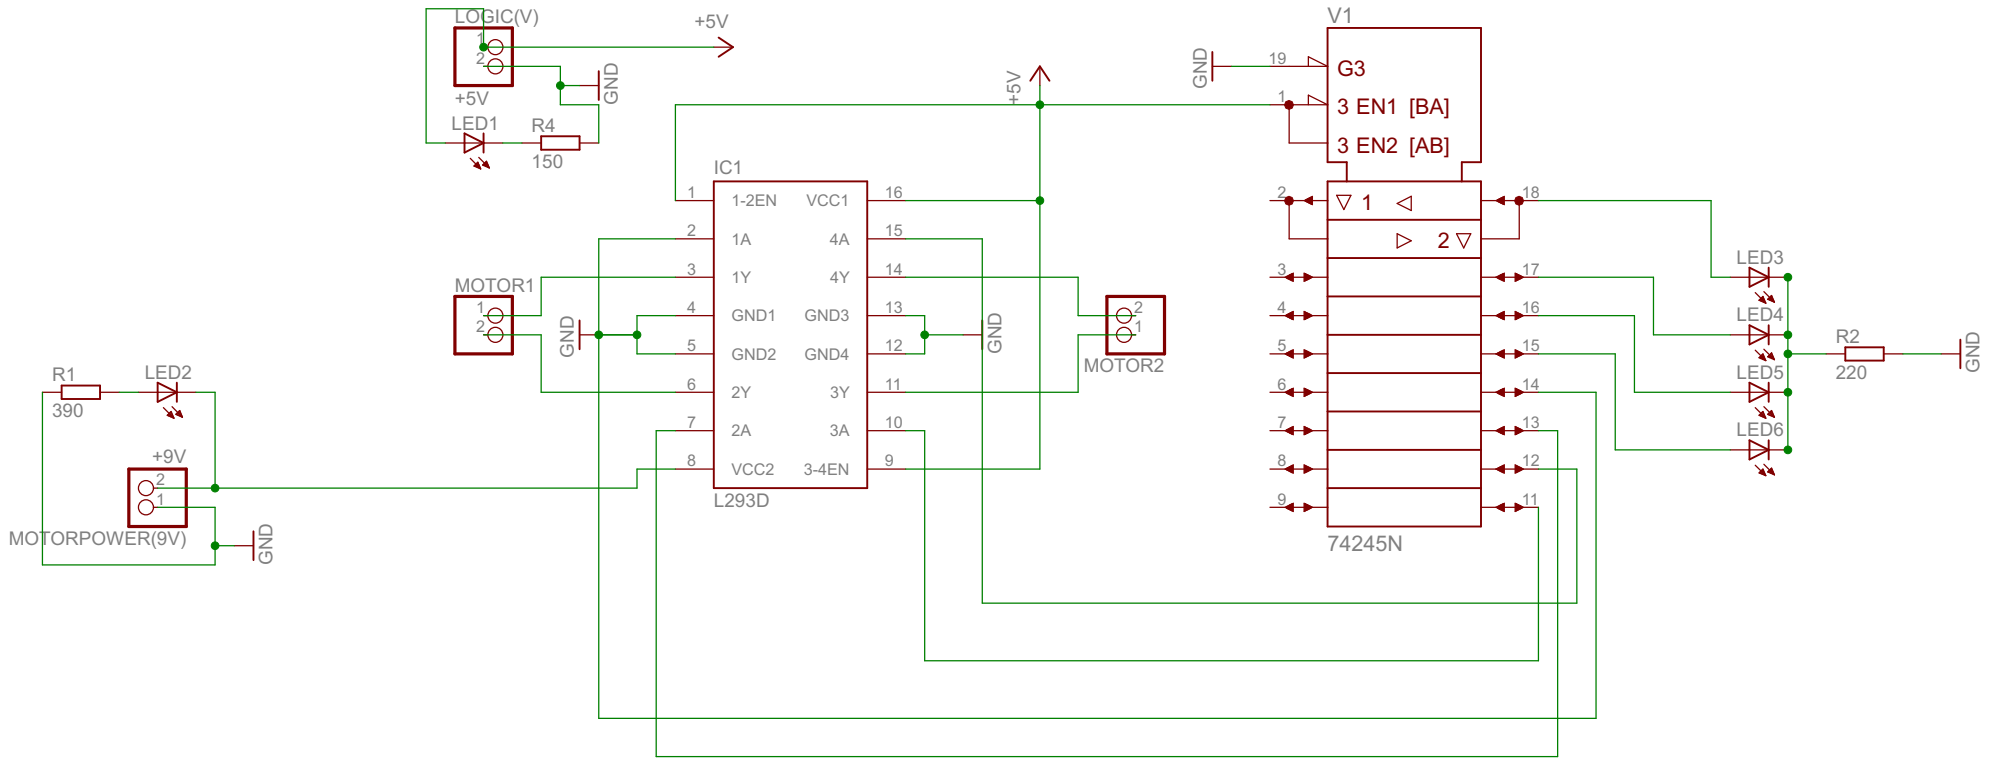 LOGIC(V)
1
2
+5V
+5V
GND
LED1
R4
150
+5V
V1
GND
19
G3
1
3 EN1 [BA]
3 EN2 [AB]
IC1
1
1-2EN
VCC1
16
2
1A
4A
15
3
1Y
4Y
14
4
GND1
GND3
13
5
GND2
GND4
12
6
2Y
3Y
11
7
2A
3A
10
8
VCC2
3-4EN
9
L293D
MOTOR1
1
2
GND
GND
2
1
MOTOR2
2
1
18
2
3
17
4
16
5
15
6
14
7
13
8
12
9
11
74245N
LED3
LED4
LED5
LED6
R2
220
GND
R1
390
LED2
+9V
2
1
MOTORPOWER(9V)
GND